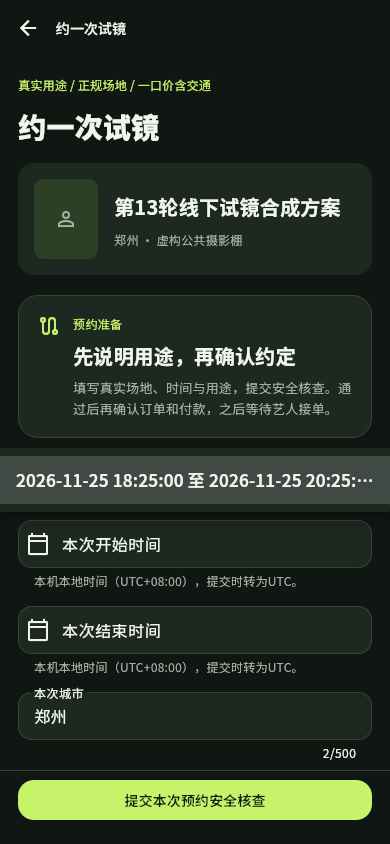 约一次试镜
真实用途 / 正规场地 / 一口价含交通
约一次试镜
第13轮线下试镜合成方案
郑州 · 虚构公共摄影棚
预约准备
先说明用途，再确认约定
填写真实场地、时间与用途，提交安全核查。通
过后再确认订单和付款，之后等待艺人接单。
2026-11-25 18:25:00 至 2026-11-25 20:25:…
本次开始时间
本机本地时间（UTC+08:00），提交时转为UTC。
本次结束时间
本机本地时间（UTC+08:00），提交时转为UTC。
本次城市
郑州
2/500
提交本次预约安全核查